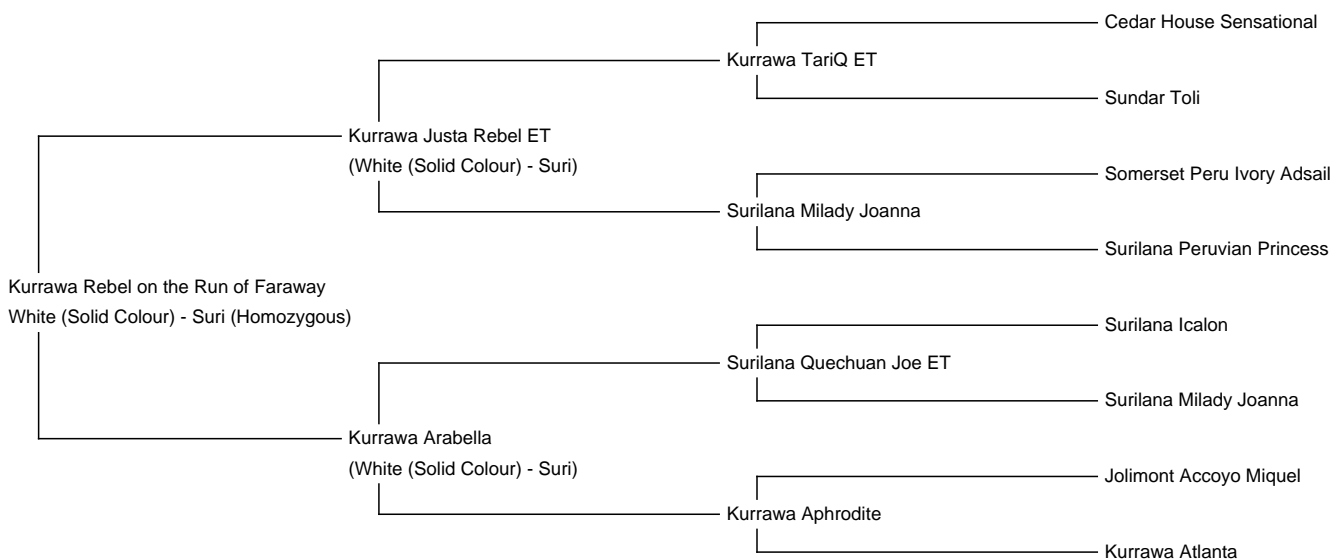 Cedar House Sensational
Kurrawa TariQ ET
Sundar Toli
Kurrawa Justa Rebel ET
(White (Solid Colour) - Suri)
Somerset Peru Ivory Adsail
Surilana Milady Joanna
Surilana Peruvian Princess
Kurrawa Rebel on the Run of Faraway
White (Solid Colour) - Suri (Homozygous)
Surilana Icalon
Surilana Quechuan Joe ET
Surilana Milady Joanna
Kurrawa Arabella
(White (Solid Colour) - Suri)
Jolimont Accoyo Miquel
Kurrawa Aphrodite
Kurrawa Atlanta